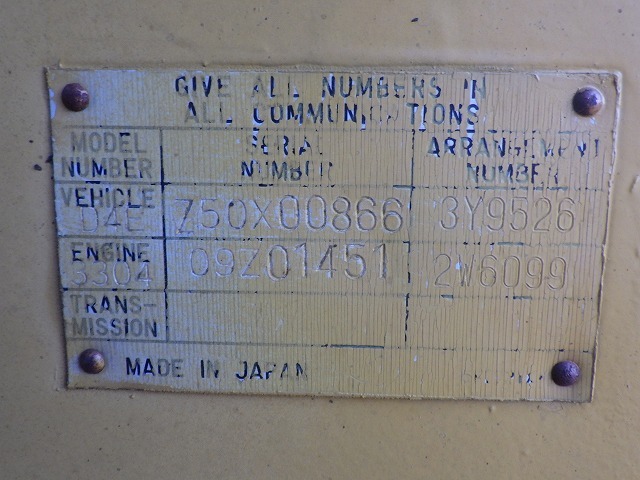 GIVE ALL NUMBERS IN
ALL COMMUNICATIONS
MODEL NUMBER SERIAL NUMBER ARRANGEMENT NUMBER
VEHICLE D4E Z50X00866 3Y9526
ENGINE 3304 09Z01451 2W6099
TRANS-
MISSION
MADE IN JAPAN